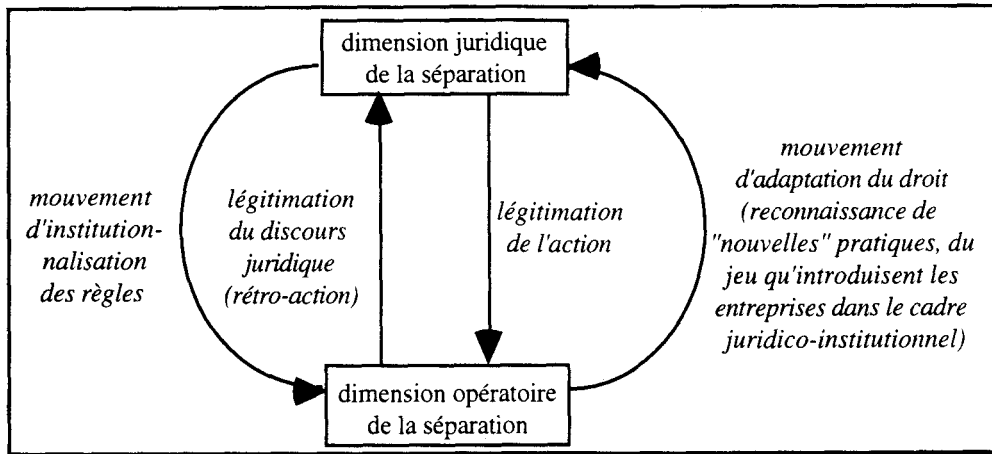 dimension juridique
de la séparation
mouvement
d'institution-
nalisation
des règles
légitimation
du discours
juridique
(rétro-action)
légitimation
de l'action
mouvement
d'adaptation du droit
(reconnaissance de
"nouvelles" pratiques, du
jeu qu'introduisent les
entreprises dans le cadre
juridico-institutionnel)
dimension opératoire
de la séparation